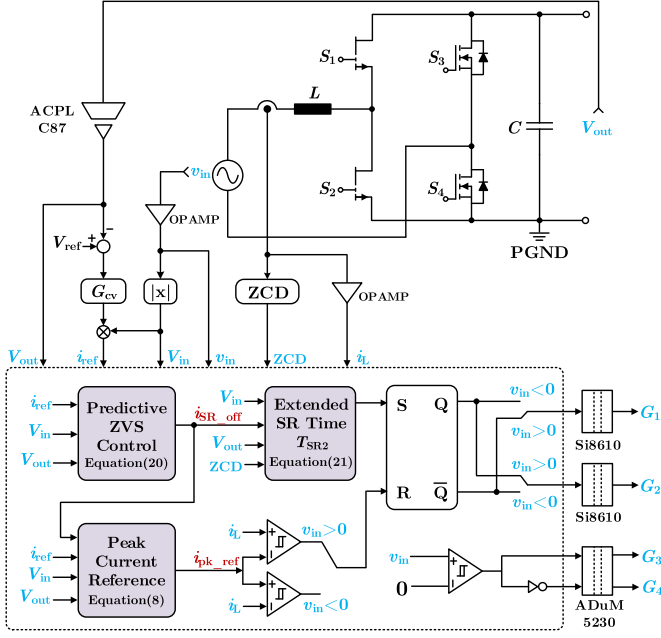 S1
S3
L
ACPL
C87
C
Vout
vin
S2
S4
OPAMP
Vref
+
−
PGND
Gcv
|x|
ZCD
OPAMP
Vout
iref
Vin
vin
ZCD
iL
iref
Vin
Vout
Predictive
ZVS
Control
Equation(20)
iSR_off
Vin
Vout
ZCD
Extended
SR Time
TSR2
Equation(21)
S
Q
R
Q̅
vin<0
vin>0
vin>0
vin<0
Si8610
G1
Si8610
G2
iref
Vin
Vout
Peak
Current
Reference
Equation(8)
ipk_ref
iL
+
−
vin>0
+
−
iL
vin<0
vin
0
+
−
ADuM
5230
G3
G4